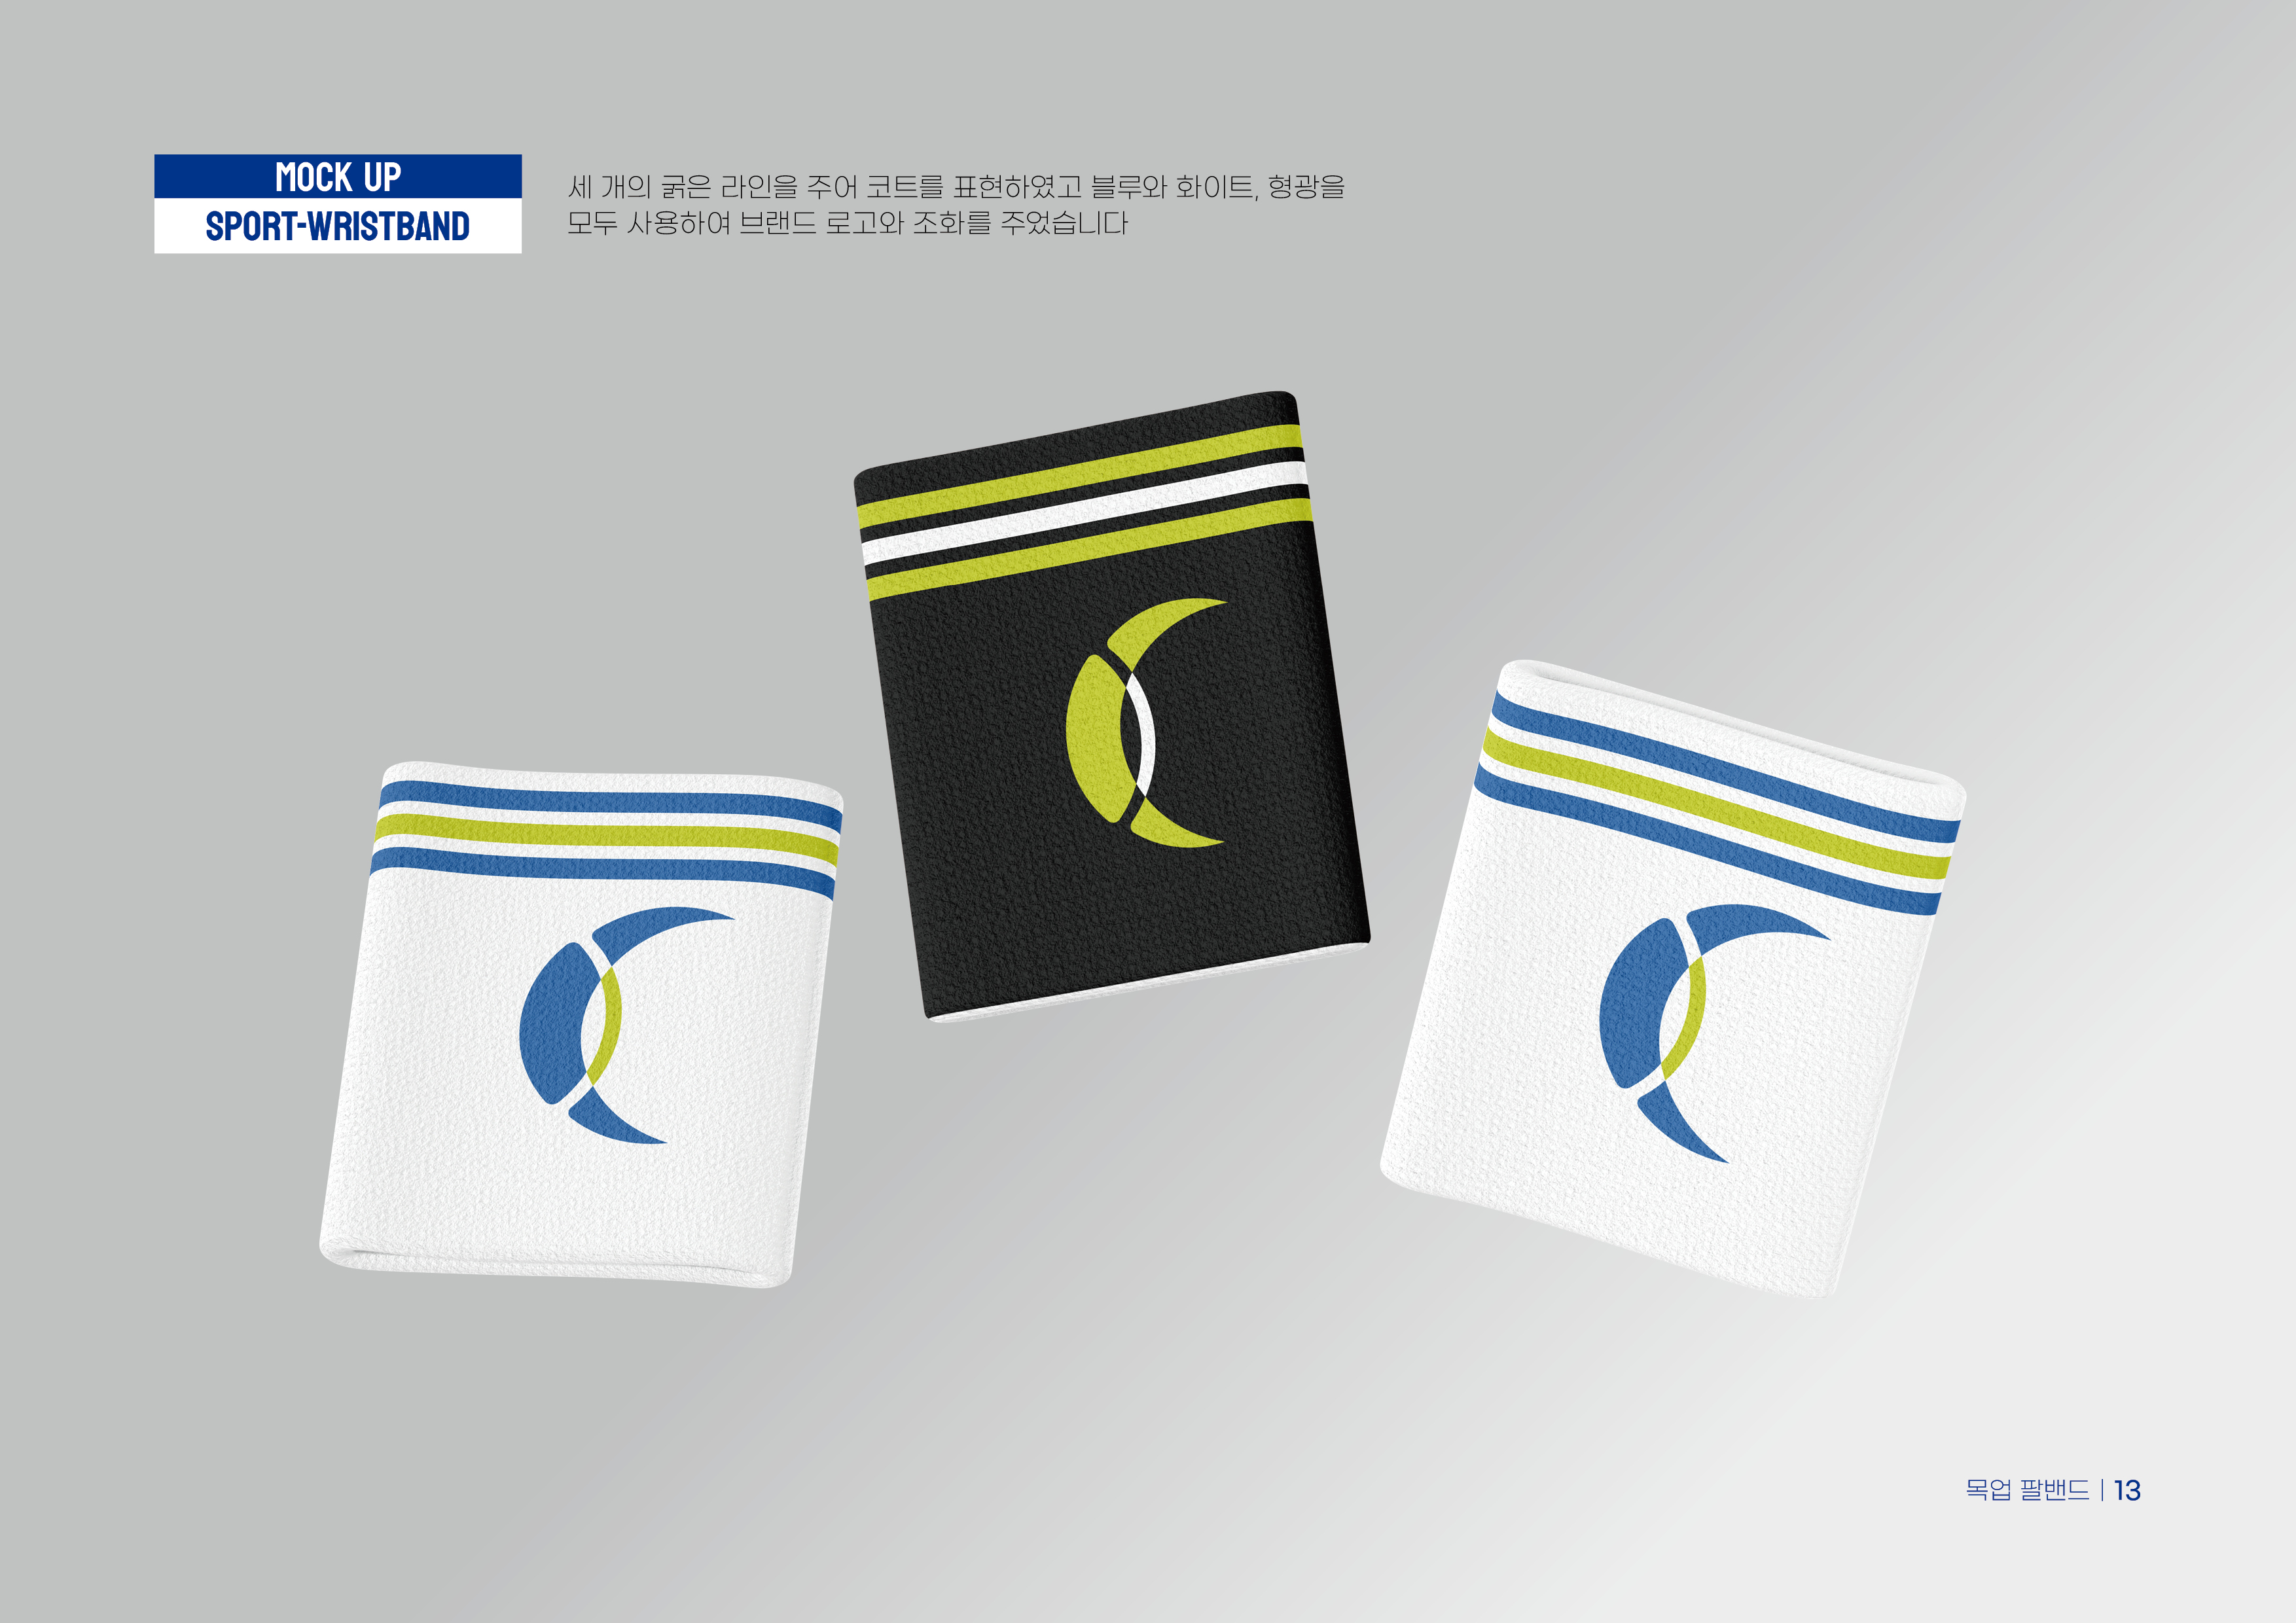 MOCK UP
SPORT-WRISTBAND
세 개의 굵은 라인을 주어 코트를 표현하였고 블루와 화이트, 형광을
모두 사용하여 브랜드 로고와 조화를 주었습니다
목업 팔밴드 | 13